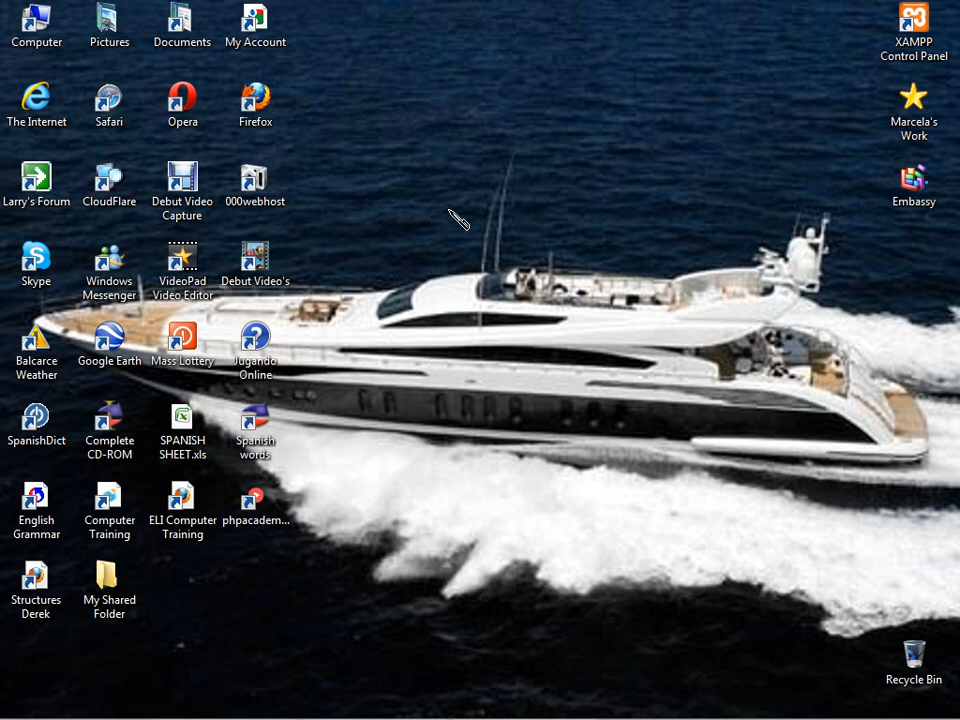 Computer
Pictures
Documents
My Account
XAMPP
Control Panel
The Internet
Safari
Opera
Firefox
Marcela's
Work
Larry's Forum
CloudFlare
Debut Video
Capture
000webhost
Embassy
Skype
Windows
Messenger
VideoPad
Video Editor
Debut Video's
Balcarce
Weather
Google Earth
Mass Lottery
Jugando
Online
SpanishDict
Complete
CD-ROM
SPANISH
SHEET.xls
Spanish
words
English
Grammar
Computer
Training
ELI Computer
Training
phpacadem...
Structures
Derek
My Shared
Folder
Recycle Bin